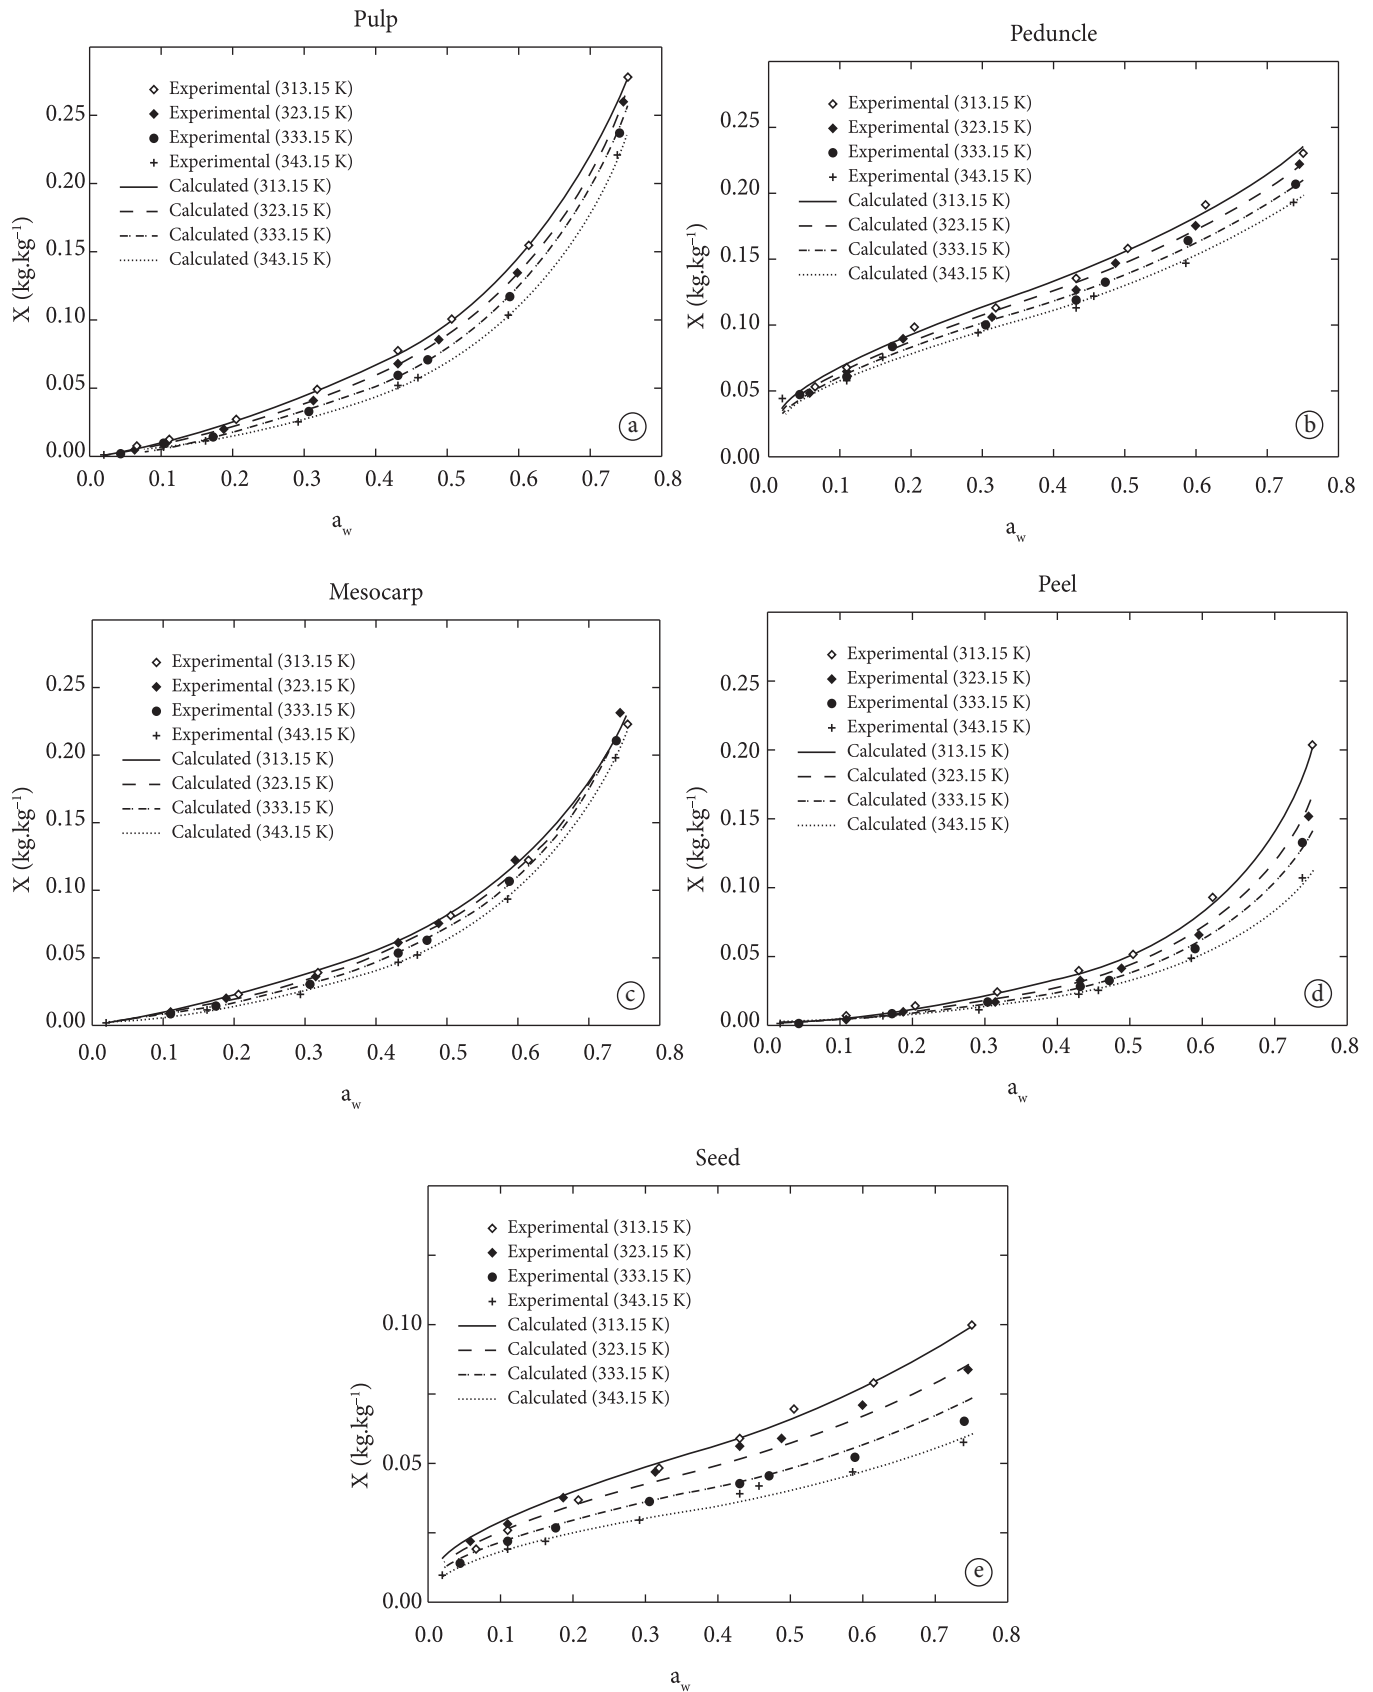 Pulp
Experimental (313.15 K)
Experimental (323.15 K)
Experimental (333.15 K)
Experimental (343.15 K)
Calculated (313.15 K)
Calculated (323.15 K)
Calculated (333.15 K)
Calculated (343.15 K)
0.25
0.20
0.15
0.10
0.05
0.00
X (kg.kg⁻¹)
a
0.0 0.1 0.2 0.3 0.4 0.5 0.6 0.7 0.8
a_w
Peduncle
Experimental (313.15 K)
Experimental (323.15 K)
Experimental (333.15 K)
Experimental (343.15 K)
Calculated (313.15 K)
Calculated (323.15 K)
Calculated (333.15 K)
Calculated (343.15 K)
0.25
0.20
0.15
0.10
0.05
0.00
X (kg.kg⁻¹)
b
0.0 0.1 0.2 0.3 0.4 0.5 0.6 0.7 0.8
a_w
Mesocarp
Experimental (313.15 K)
Experimental (323.15 K)
Experimental (333.15 K)
Experimental (343.15 K)
Calculated (313.15 K)
Calculated (323.15 K)
Calculated (333.15 K)
Calculated (343.15 K)
0.25
0.20
0.15
0.10
0.05
0.00
X (kg.kg⁻¹)
c
0.0 0.1 0.2 0.3 0.4 0.5 0.6 0.7 0.8
a_w
Peel
Experimental (313.15 K)
Experimental (323.15 K)
Experimental (333.15 K)
Experimental (343.15 K)
Calculated (313.15 K)
Calculated (323.15 K)
Calculated (333.15 K)
Calculated (343.15 K)
0.25
0.20
0.15
0.10
0.05
0.00
X (kg.kg⁻¹)
d
0.0 0.1 0.2 0.3 0.4 0.5 0.6 0.7 0.8
a_w
Seed
Experimental (313.15 K)
Experimental (323.15 K)
Experimental (333.15 K)
Experimental (343.15 K)
Calculated (313.15 K)
Calculated (323.15 K)
Calculated (333.15 K)
Calculated (343.15 K)
0.10
0.05
0.00
X (kg.kg⁻¹)
e
0.0 0.1 0.2 0.3 0.4 0.5 0.6 0.7 0.8
a_w